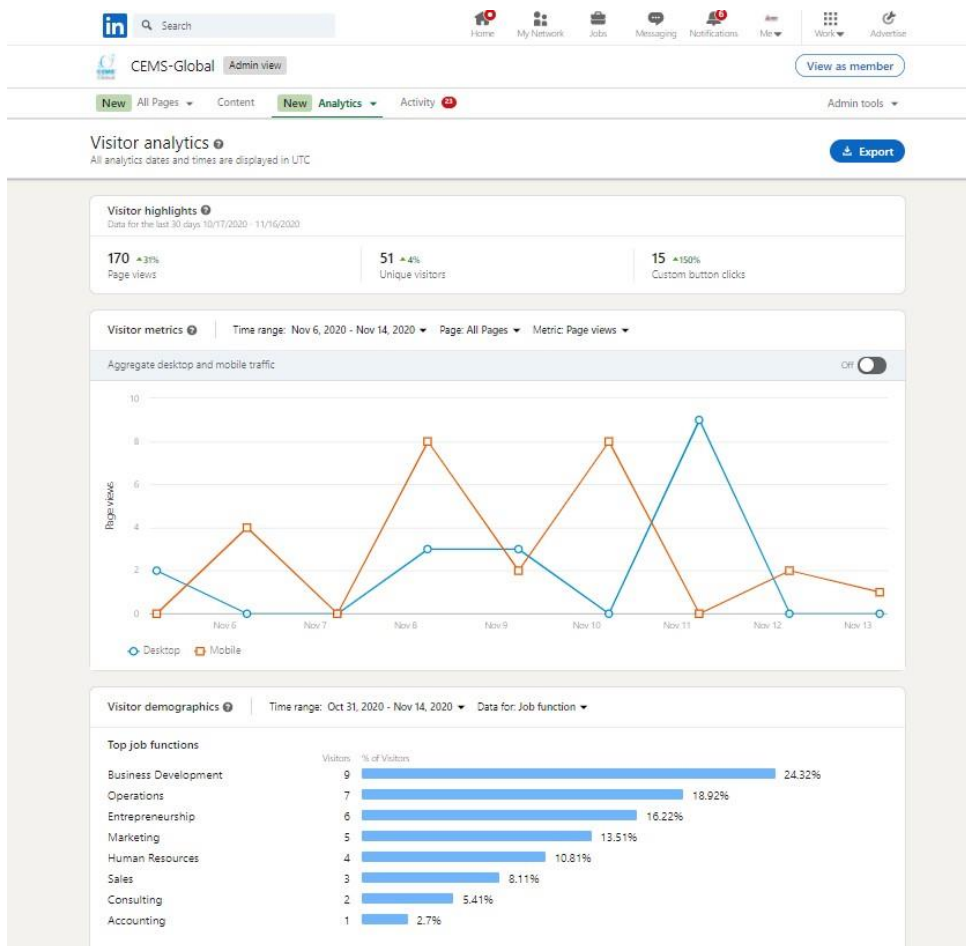 in Search
Home My Network Jobs Messaging 6 Notifications Me Work Advertise
CEMS CEMS-Global Admin view View as member
New All Pages Content New Analytics Activity 23 Admin tools
Visitor analytics ?
All analytics dates and times are displayed in UTC
Export
Visitor highlights ?
Data for the last 30 days 10/17/2020 - 11/16/2020
170 ▲31% 51 ▲4% 15 ▲150%
Page views Unique visitors Custom button clicks
Visitor metrics ? Time range: Nov 6, 2020 - Nov 14, 2020 Page: All Pages Metric: Page views
Aggregate desktop and mobile traffic Off
10
8
6
4
2
0
Page views
Nov 6 Nov 7 Nov 8 Nov 9 Nov 10 Nov 11 Nov 12 Nov 13
Desktop Mobile
Visitor demographics ? Time range: Oct 31, 2020 - Nov 14, 2020 Data for: Job function
Top job functions
Visitors % of Visitors
Business Development 9 24.32%
Operations 7 18.92%
Entrepreneurship 6 16.22%
Marketing 5 13.51%
Human Resources 4 10.81%
Sales 3 8.11%
Consulting 2 5.41%
Accounting 1 2.7%